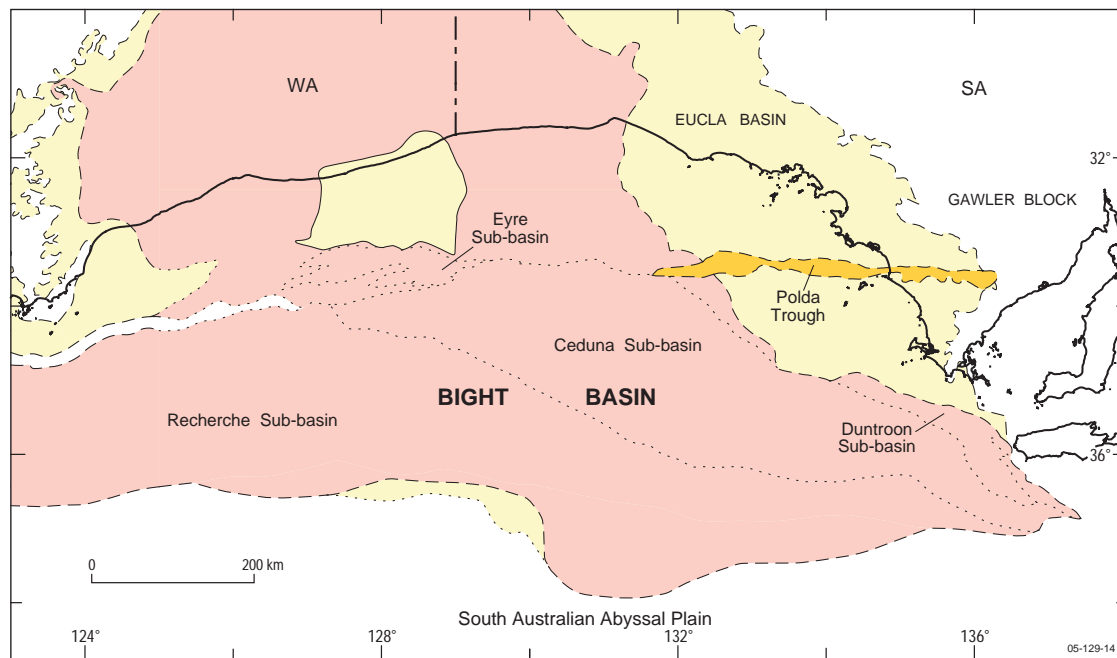 WA
SA
EUCLA BASIN
32°
GAWLER BLOCK
Eyre
Sub-basin
Polda
Trough
Ceduna Sub-basin
BIGHT BASIN
Recherche Sub-basin
Duntroon
Sub-basin
36°
0
200 km
South Australian Abyssal Plain
124°
128°
132°
136°
05-129-14